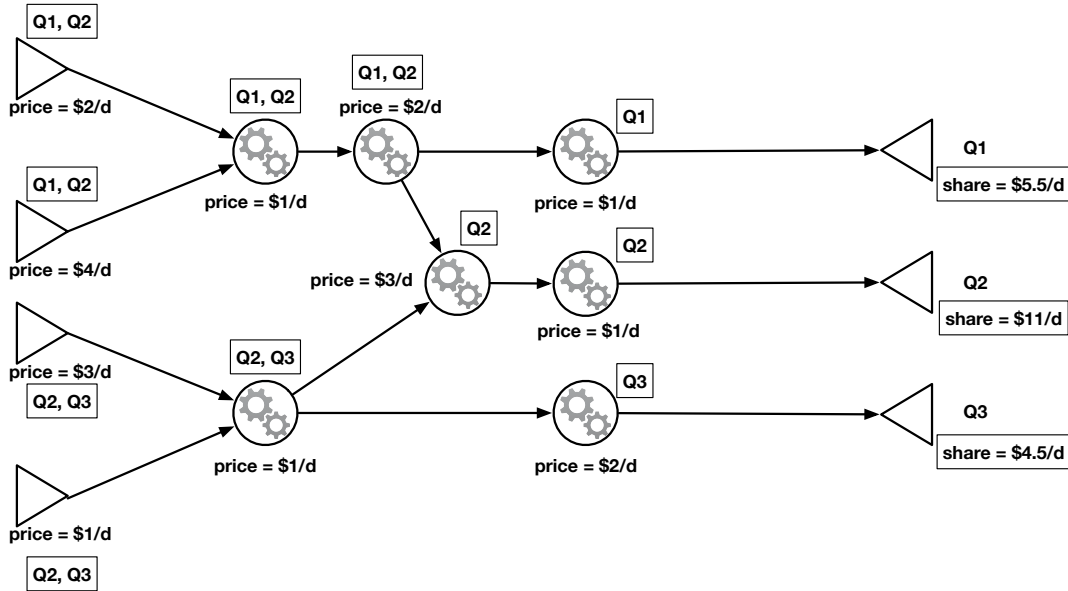 Q1, Q2
price = $2/d
Q1, Q2
price = $4/d
price = $3/d
Q2, Q3
price = $1/d
Q2, Q3
Q1, Q2
price = $1/d
Q1, Q2
price = $2/d
Q2, Q3
price = $1/d
Q2
price = $3/d
Q1
price = $1/d
Q2
price = $1/d
Q3
price = $2/d
Q1
share = $5.5/d
Q2
share = $11/d
Q3
share = $4.5/d